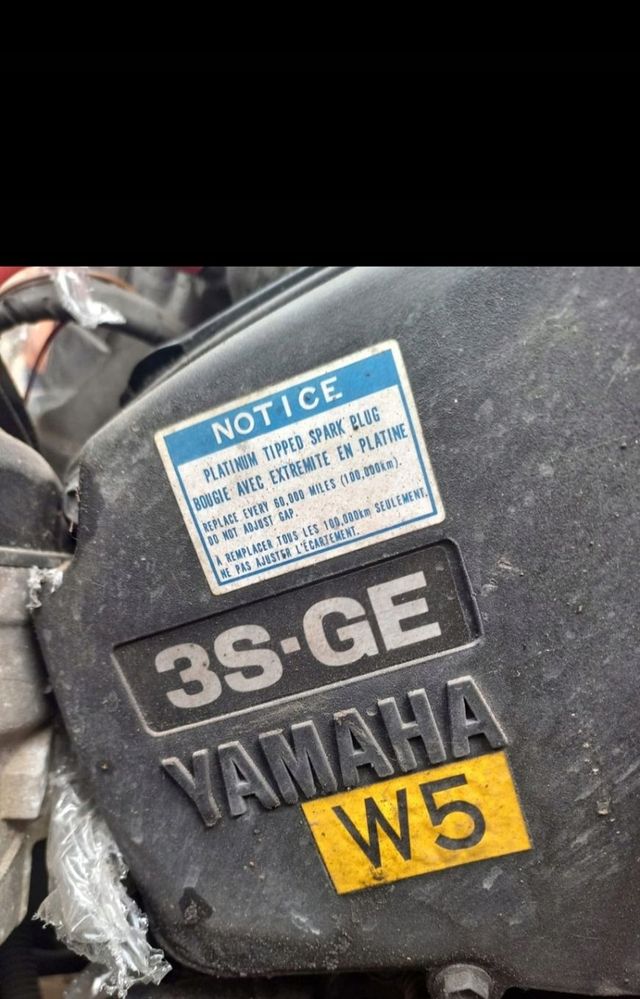 NOTICE
PLATINUM TIPPED SPARK PLUG
BOUGIE AVEC EXTREMITE EN PLATINE
REPLACE EVERY 60,000 MILES (100,000km).
DO NOT ADJUST GAP.
A REMPLACER TOUS LES 100,000km SEULEMENT.
NE PAS AJUSTER L'ÉCARTEMENT.
3S-GE
YAMAHA
W5